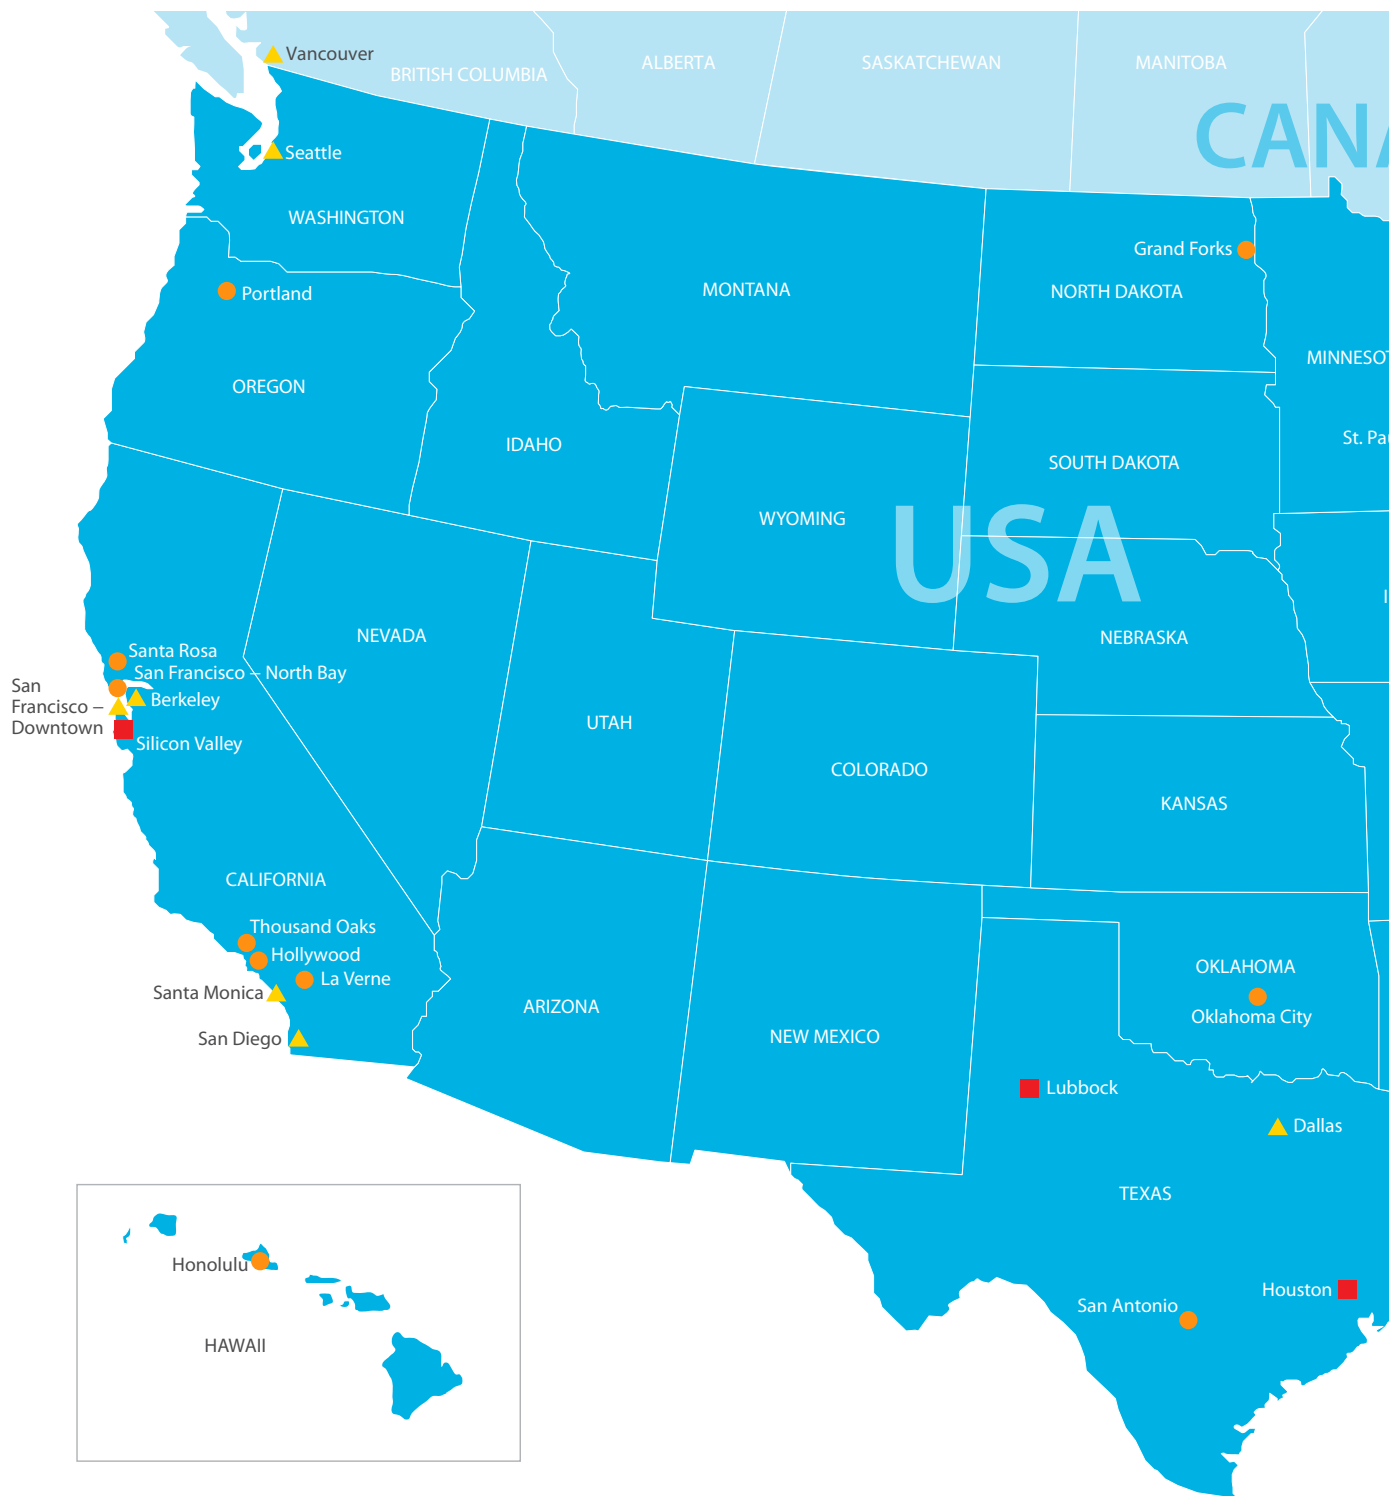 Vancouver
BRITISH COLUMBIA
ALBERTA
SASKATCHEWAN
MANITOBA
CANA
Seattle
WASHINGTON
Grand Forks
Portland
MONTANA
NORTH DAKOTA
MINNESOT
OREGON
IDAHO
St. Pau
SOUTH DAKOTA
WYOMING
USA
I
NEVADA
NEBRASKA
Santa Rosa
San Francisco – North Bay
San
Francisco –
Downtown
Berkeley
Silicon Valley
UTAH
COLORADO
KANSAS
CALIFORNIA
Thousand Oaks
Hollywood
La Verne
Santa Monica
San Diego
ARIZONA
NEW MEXICO
OKLAHOMA
Oklahoma City
Lubbock
Dallas
TEXAS
Honolulu
HAWAII
Houston
San Antonio